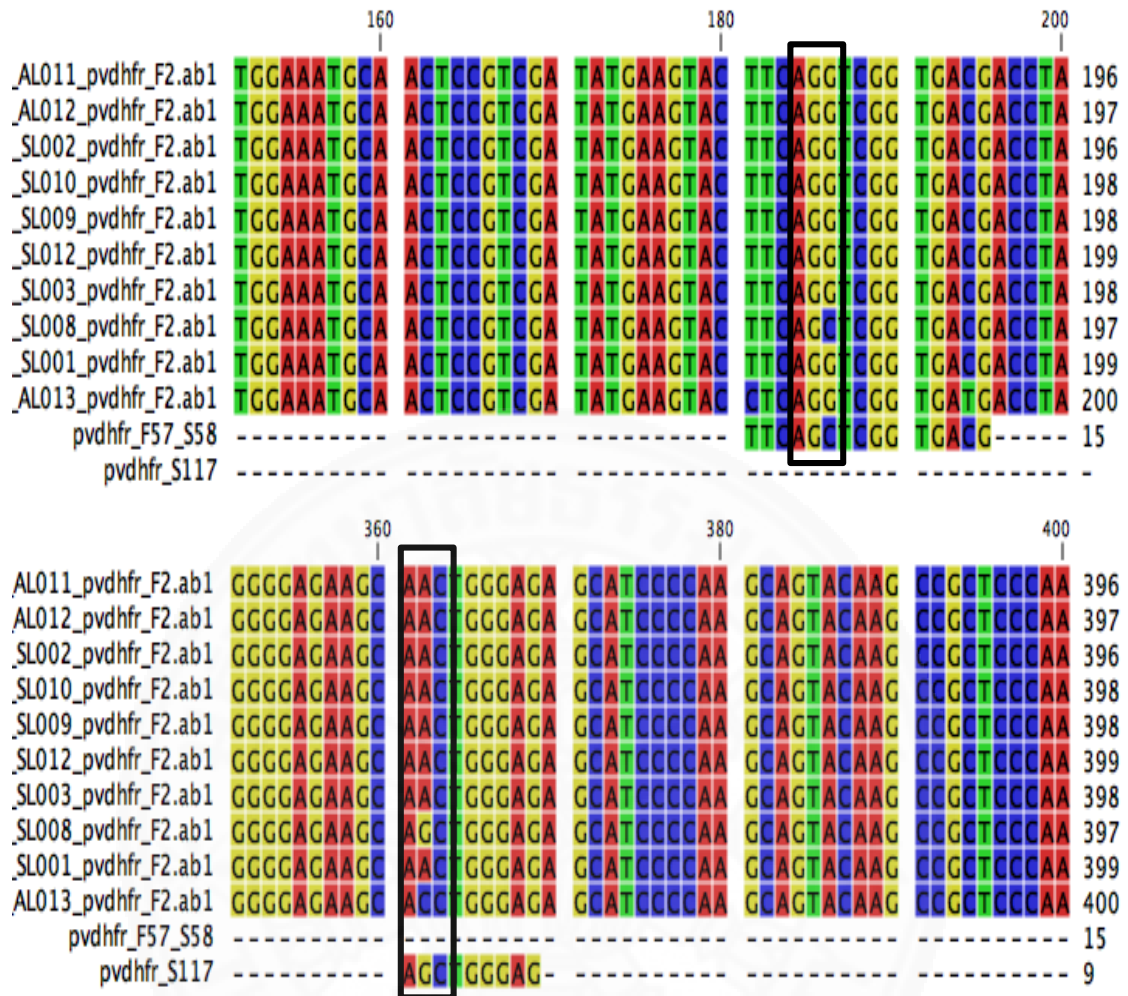 160 180 200
_AL011_pvdhfr_F2.ab1 TGGAAATGCA ACTCCGTCGA TATGAAGTAC TTCAGGTCGG TGACGACCTA 196
_AL012_pvdhfr_F2.ab1 TGGAAATGCA ACTCCGTCGA TATGAAGTAC TTCAGGTCGG TGACGACCTA 197
_SL002_pvdhfr_F2.ab1 TGGAAATGCA ACTCCGTCGA TATGAAGTAC TTCAGGTCGG TGACGACCTA 196
_SL010_pvdhfr_F2.ab1 TGGAAATGCA ACTCCGTCGA TATGAAGTAC TTCAGGTCGG TGACGACCTA 198
_SL009_pvdhfr_F2.ab1 TGGAAATGCA ACTCCGTCGA TATGAAGTAC TTCAGGTCGG TGACGACCTA 198
_SL012_pvdhfr_F2.ab1 TGGAAATGCA ACTCCGTCGA TATGAAGTAC TTCAGGTCGG TGACGACCTA 199
_SL003_pvdhfr_F2.ab1 TGGAAATGCA ACTCCGTCGA TATGAAGTAC TTCAGGTCGG TGACGACCTA 198
_SL008_pvdhfr_F2.ab1 TGGAAATGCA ACTCCGTCGA TATGAAGTAC TTCAGCTCGG TGACGACCTA 197
_SL001_pvdhfr_F2.ab1 TGGAAATGCA ACTCCGTCGA TATGAAGTAC TTCAGGTCGG TGACGACCTA 199
_AL013_pvdhfr_F2.ab1 TGGAAATGCA ACTCCGTCGA TATGAAGTAC CTCAGGTCGG TGATGACCTA 200
pvdhfr_F57_S58 ---------- ---------- ---------- TTCAGCTCGG TGACG----- 15
pvdhfr_S117 ---------- ---------- ---------- ---------- ---------- -
360 380 400
AL011_pvdhfr_F2.ab1 GGGGAGAAGC AACTGGGAGA GCATCCCCAA GCAGTACAAG CCGCTCCCAA 396
AL012_pvdhfr_F2.ab1 GGGGAGAAGC AACTGGGAGA GCATCCCCAA GCAGTACAAG CCGCTCCCAA 397
_SL002_pvdhfr_F2.ab1 GGGGAGAAGC AACTGGGAGA GCATCCCCAA GCAGTACAAG CCGCTCCCAA 396
_SL010_pvdhfr_F2.ab1 GGGGAGAAGC AACTGGGAGA GCATCCCCAA GCAGTACAAG CCGCTCCCAA 398
_SL009_pvdhfr_F2.ab1 GGGGAGAAGC AACTGGGAGA GCATCCCCAA GCAGTACAAG CCGCTCCCAA 398
_SL012_pvdhfr_F2.ab1 GGGGAGAAGC AACTGGGAGA GCATCCCCAA GCAGTACAAG CCGCTCCCAA 399
_SL003_pvdhfr_F2.ab1 GGGGAGAAGC AACTGGGAGA GCATCCCCAA GCAGTACAAG CCGCTCCCAA 398
_SL008_pvdhfr_F2.ab1 GGGGAGAAGC AGCTGGGAGA GCATCCCCAA GCAGTACAAG CCGCTCCCAA 397
_SL001_pvdhfr_F2.ab1 GGGGAGAAGC AACTGGGAGA GCATCCCCAA GCAGTACAAG CCGCTCCCAA 399
AL013_pvdhfr_F2.ab1 GGGGAGAAGC ACCTGGGAGA GCATCCCCAA GCAGTACAAG CCGCTCCCAA 400
pvdhfr_F57_S58 ---------- ---------- ---------- ---------- ---------- 15
pvdhfr_S117 ---------- AGCTGGGAG- ---------- ---------- ---------- 9